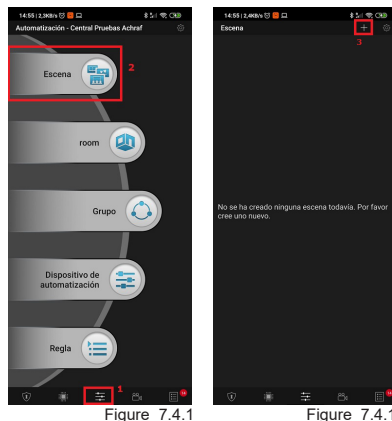 14:55 | 2,3KB/s
Automatización - Central Pruebas Achraf
Escena
2
room
Grupo
Dispositivo de
automatización
Regla
1
Figure 7.4.1
14:55 | 2,4KB/s
Escena
3
No se ha creado ninguna escena todavía. Por favor
cree uno nuevo.
Figure 7.4.1